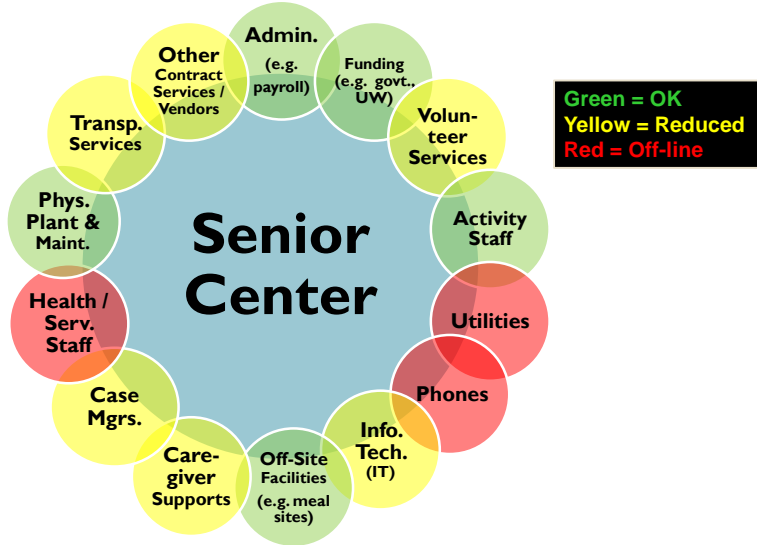 Admin.
(e.g.
payroll)
Funding
(e.g. govt.,
UW)
Volun-
teer
Services
Activity
Staff
Utilities
Phones
Info.
Tech.
(IT)
Off-Site
Facilities
(e.g. meal
sites)
Care-
giver
Supports
Case
Mgrs.
Health /
Serv.
Staff
Phys.
Plant &
Maint.
Transp.
Services
Other
Contract
Services /
Vendors
Senior
Center
Green = OK
Yellow = Reduced
Red = Off-line